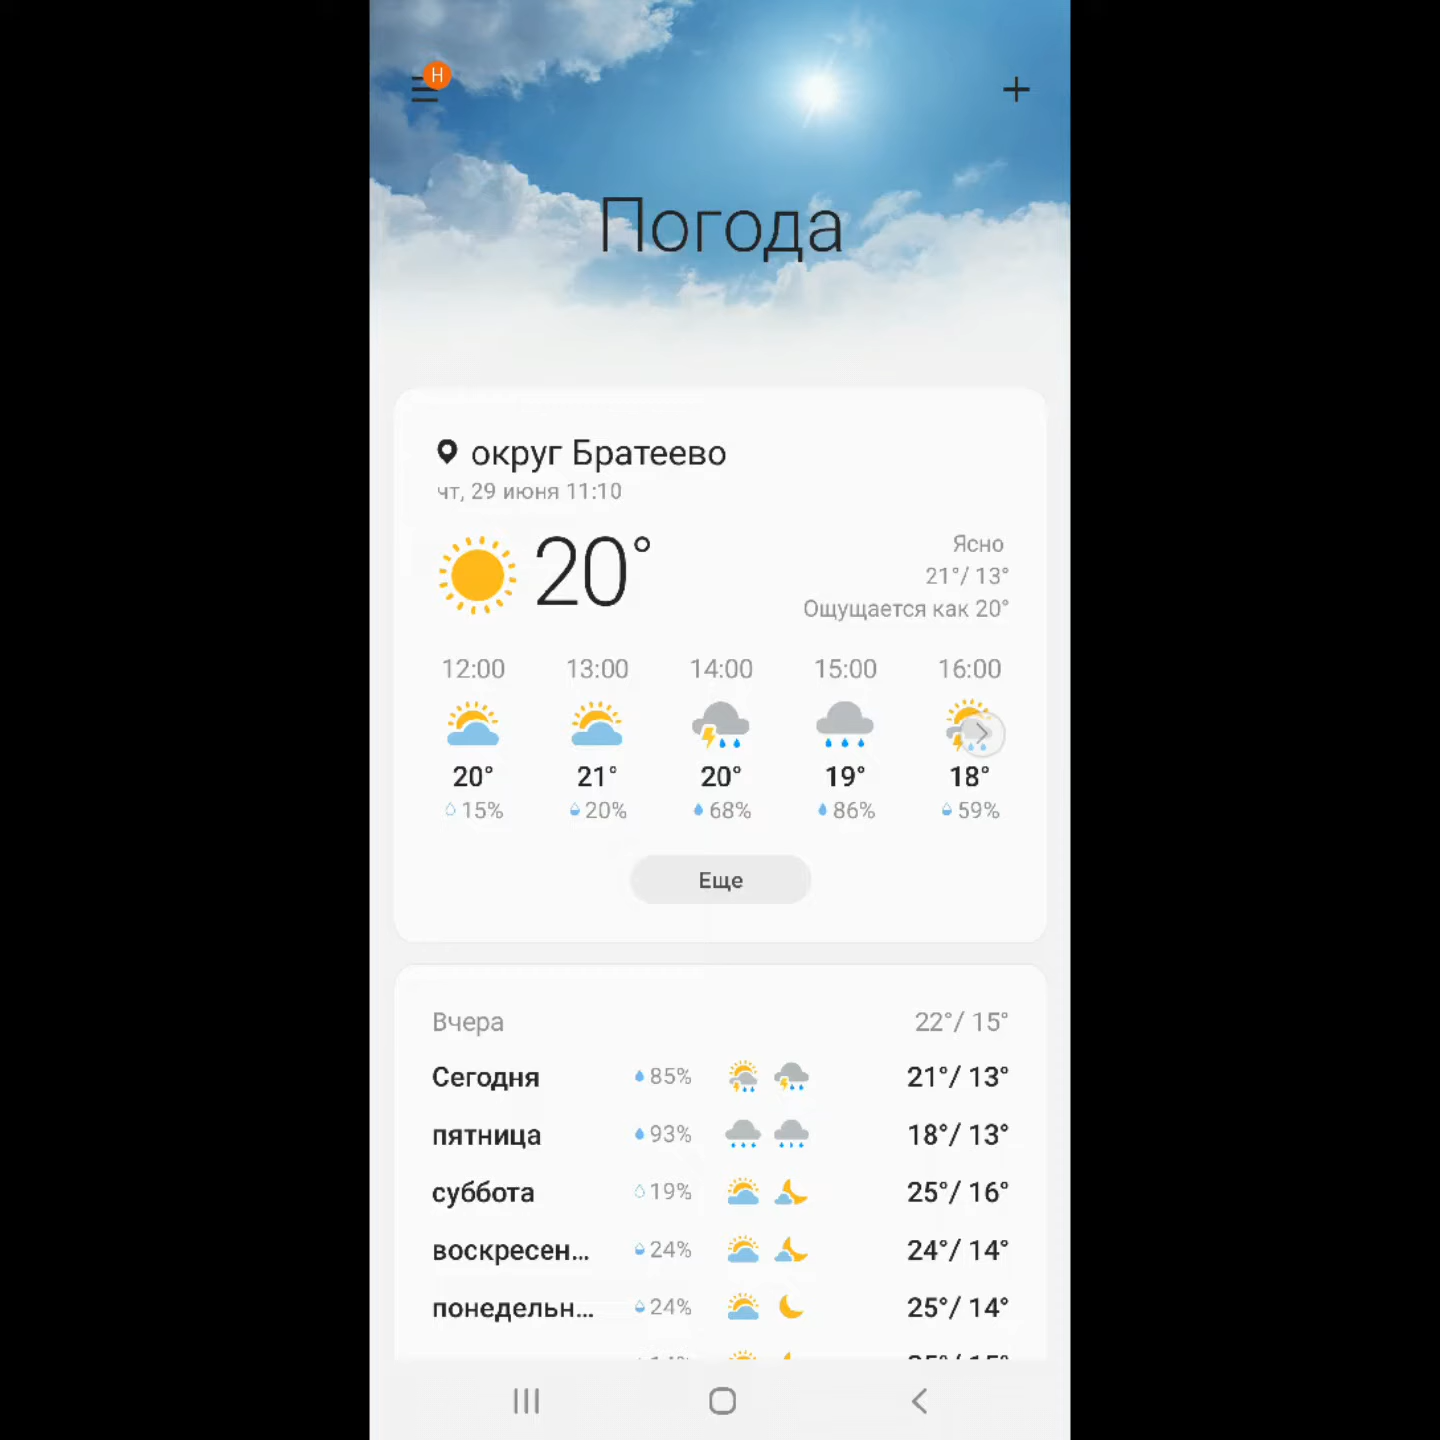 Н
Погода
округ Братеево
чт, 29 июня 11:10
20°
Ясно
21°/ 13°
Ощущается как 20°
12:00 13:00 14:00 15:00 16:00
20° 21° 20° 19° 18°
15% 20% 68% 86% 59%
Еще
Вчера 22°/ 15°
Сегодня 85% 21°/ 13°
пятница 93% 18°/ 13°
суббота 19% 25°/ 16°
воскресен... 24% 24°/ 14°
понедельн... 24% 25°/ 14°